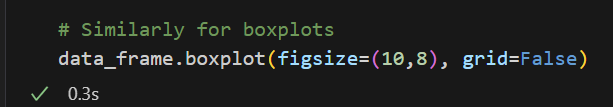 # Similarly for boxplots
data_frame.boxplot(figsize=(10,8), grid=False)
0.3s